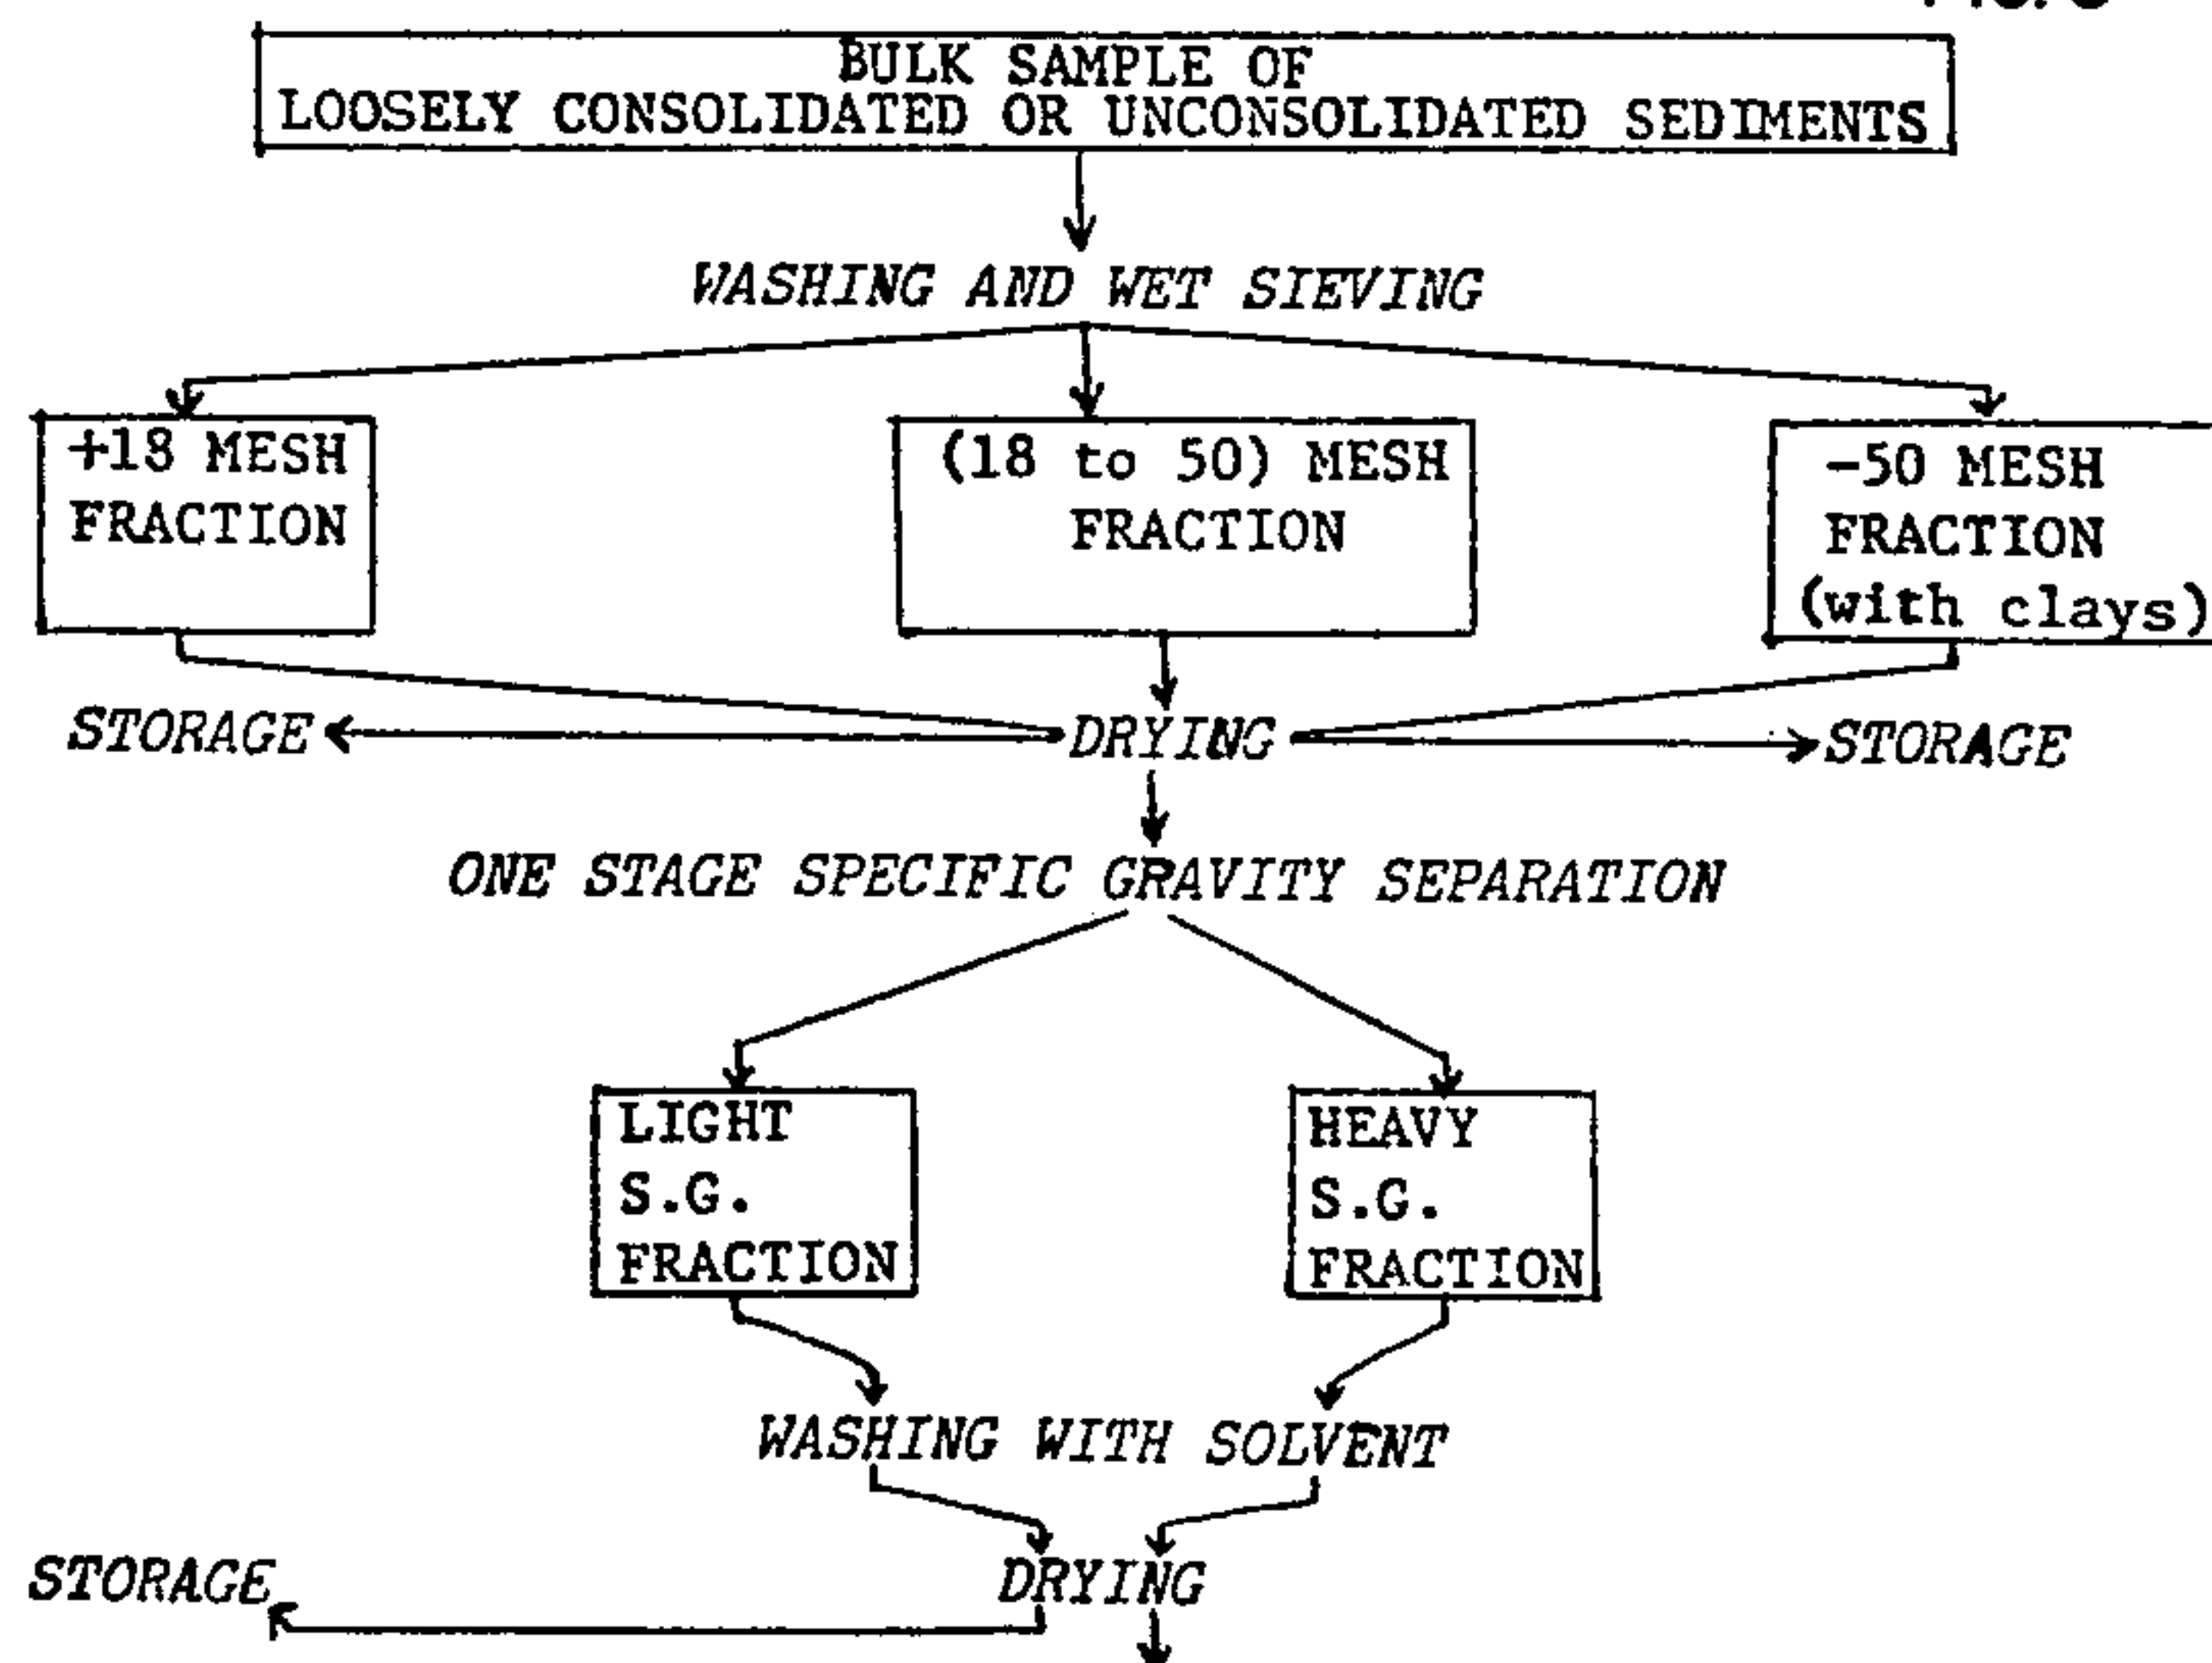 BULK SAMPLE OF
LOOSELY CONSOLIDATED OR UNCONSOLIDATED SEDIMENTS
WASHING AND WET SIEVING
+18 MESH
FRACTION
(18 to 50) MESH
FRACTION
-50 MESH
FRACTION
(with clays)
STORAGE
DRYING
STORAGE
ONE STAGE SPECIFIC GRAVITY SEPARATION
LIGHT
S.G.
FRACTION
HEAVY
S.G.
FRACTION
WASHING WITH SOLVENT
STORAGE
DRYING